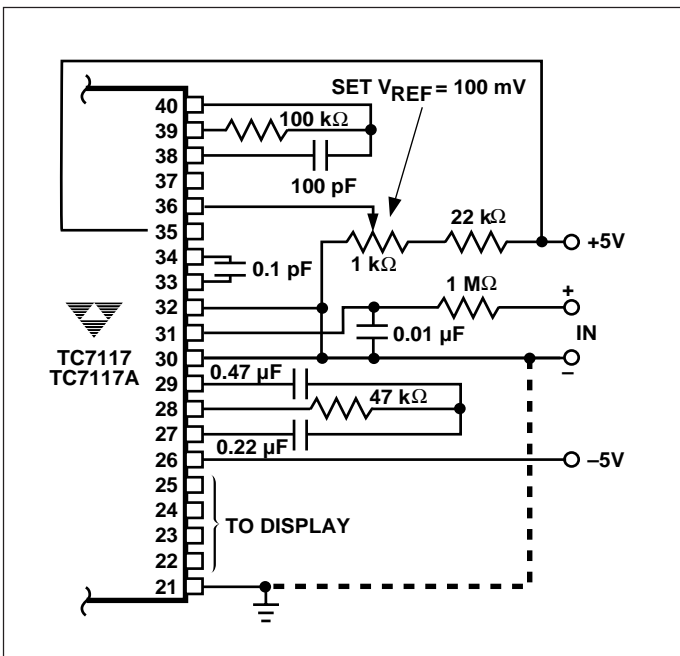 SET VREF = 100 mV
40
39
100 kΩ
38
100 pF
37
36
22 kΩ
35
+5V
1 kΩ
34
0.1 pF
33
1 MΩ
32
+
31
0.01 µF
IN
TC7117
TC7117A
30
–
29
0.47 µF
28
47 kΩ
27
0.22 µF
26
–5V
25
24
TO DISPLAY
23
22
21